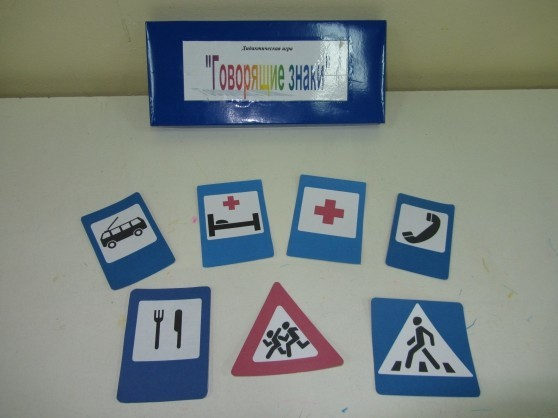 Дидактическая игра
"Говорящие знаки"